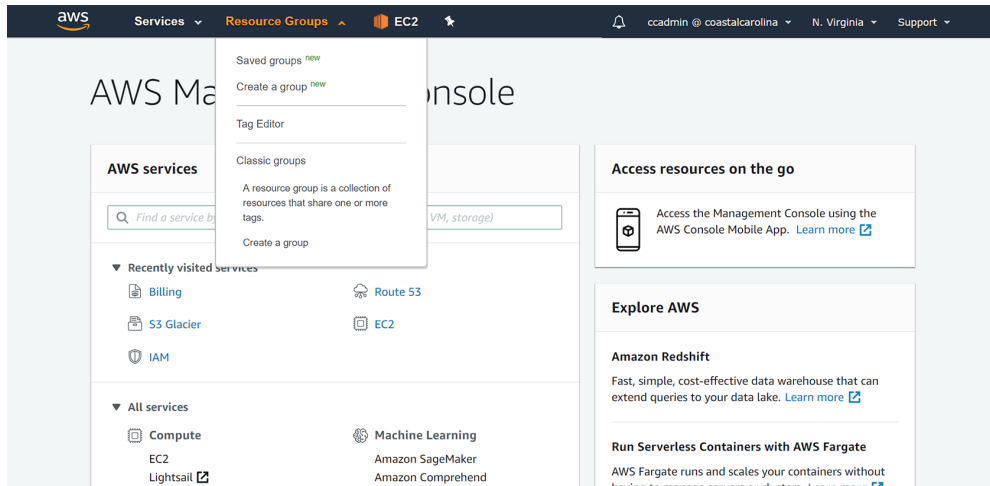 aws
Services
Resource Groups
EC2
ccadmin @ coastalcarolina
N. Virginia
Support
Saved groups new
Create a group new
Tag Editor
Classic groups
A resource group is a collection of
resources that share one or more
tags.
Create a group
AWS Ma
nsole
AWS services
Find a service by
VM, storage)
Recently visited services
Billing
Route 53
S3 Glacier
EC2
IAM
All services
Compute
Machine Learning
EC2
Amazon SageMaker
Lightsail
Amazon Comprehend
Access resources on the go
Access the Management Console using the
AWS Console Mobile App. Learn more
Explore AWS
Amazon Redshift
Fast, simple, cost-effective data warehouse that can
extend queries to your data lake. Learn more
Run Serverless Containers with AWS Fargate
AWS Fargate runs and scales your containers without